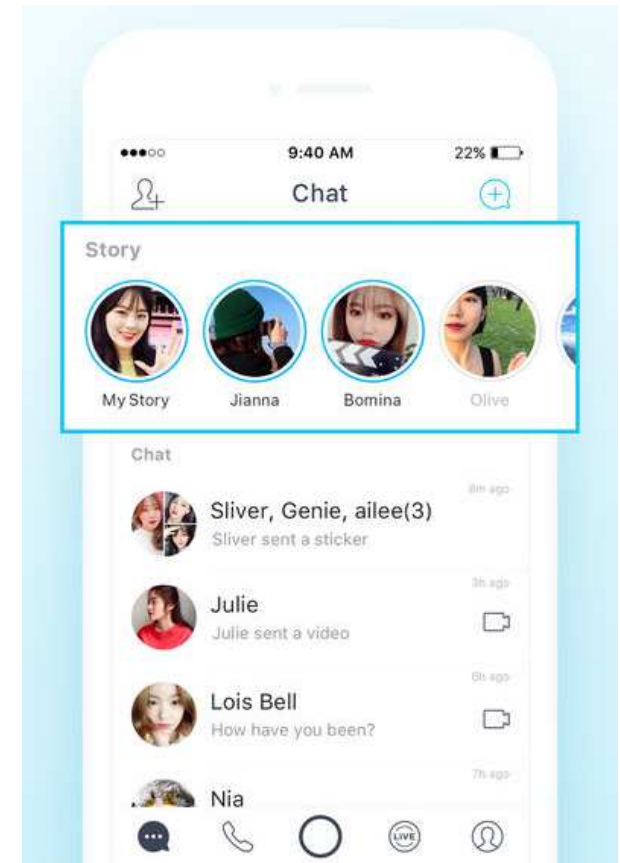 9:40 AM
22%
Chat
Story
My Story
Jianna
Bomina
Olive
Chat
8m ago
Sliver, Genie, ailee(3)
Sliver sent a sticker
3h ago
Julie
Julie sent a video
6h ago
Lois Bell
How have you been?
7h ago
Nia
LIVE